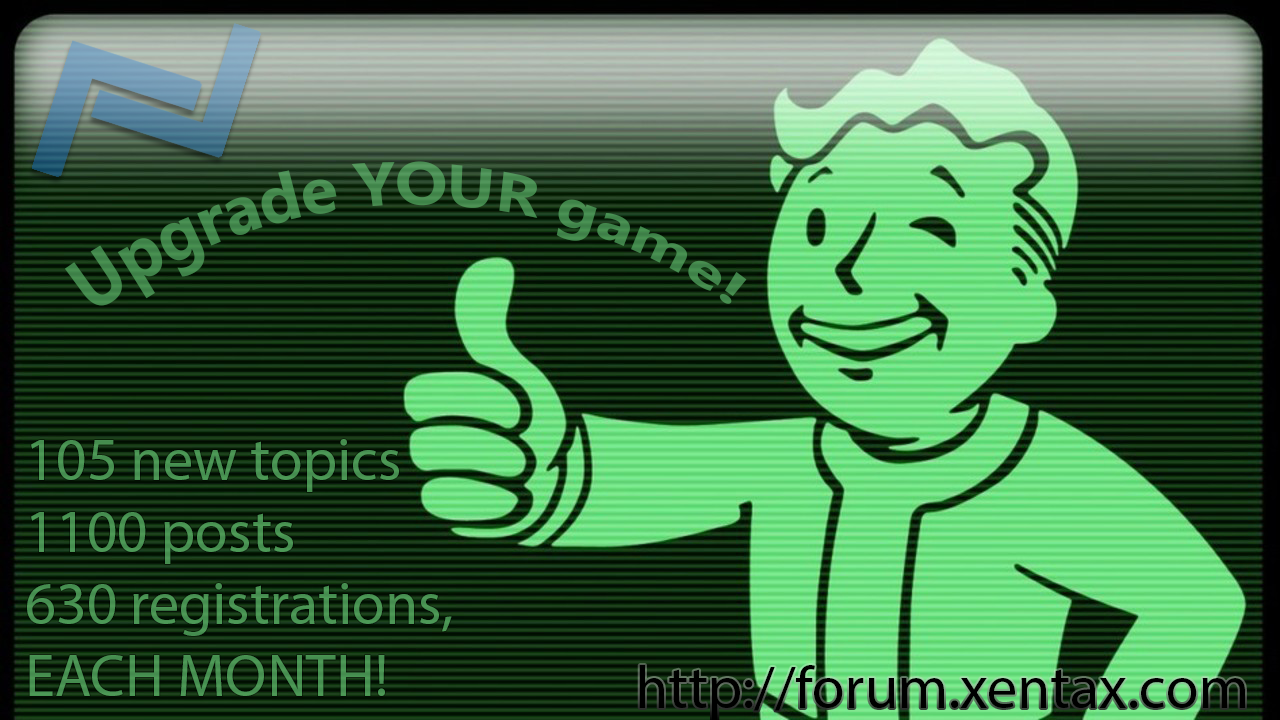 Upgrade YOUR game!
105 new topics
1100 posts
630 registrations,
EACH MONTH!
http://forum.xentax.com